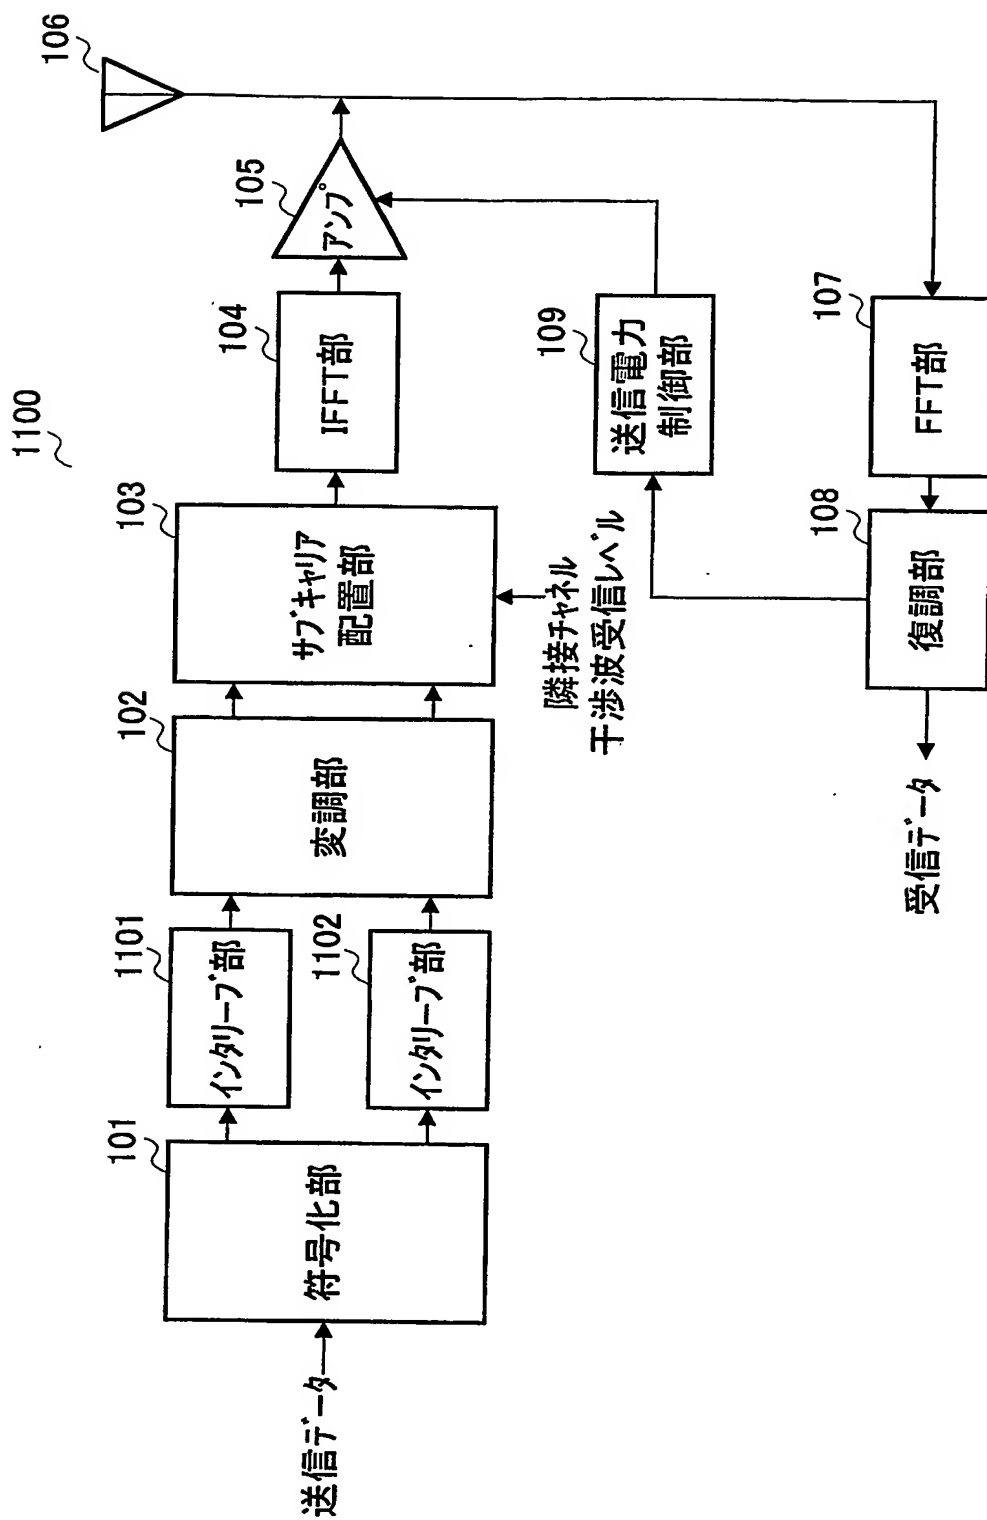 1100
送信データ
101
符号化部
1101
インタリーブ部
1102
インタリーブ部
102
変調部
103
サブキャリア
配置部
隣接チャネル
干渉波受信レベル
104
IFFT部
105
アンプ
106
109
送信電力
制御部
107
FFT部
108
復調部
受信データ